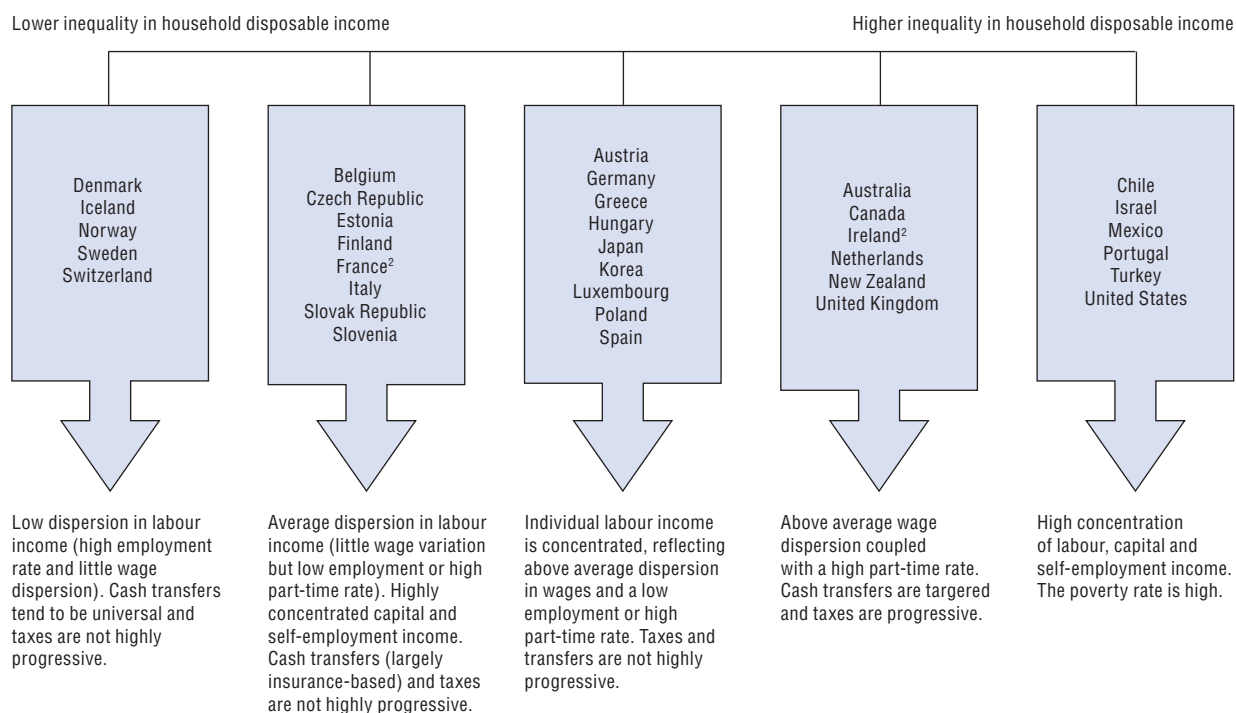 Lower inequality in household disposable income
Higher inequality in household disposable income
Denmark
Iceland
Norway
Sweden
Switzerland
Belgium
Czech Republic
Estonia
Finland
France²
Italy
Slovak Republic
Slovenia
Austria
Germany
Greece
Hungary
Japan
Korea
Luxembourg
Poland
Spain
Australia
Canada
Ireland²
Netherlands
New Zealand
United Kingdom
Chile
Israel
Mexico
Portugal
Turkey
United States
Low dispersion in labour
income (high employment
rate and little wage
dispersion). Cash transfers
tend to be universal and
taxes are not highly
progressive.
Average dispersion in labour
income (little wage variation
but low employment or high
part-time rate). Highly
concentrated capital and
self-employment income.
Cash transfers (largely
insurance-based) and taxes
are not highly progressive.
Individual labour income
is concentrated, reflecting
above average dispersion
in wages and a low
employment or high
part-time rate. Taxes and
transfers are not highly
progressive.
Above average wage
dispersion coupled
with a high part-time rate.
Cash transfers are targered
and taxes are progressive.
High concentration
of labour, capital and
self-employment income.
The poverty rate is high.